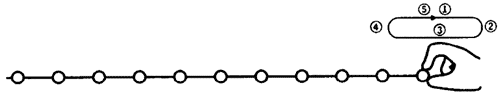 ⑤ ①
④ ③ ②